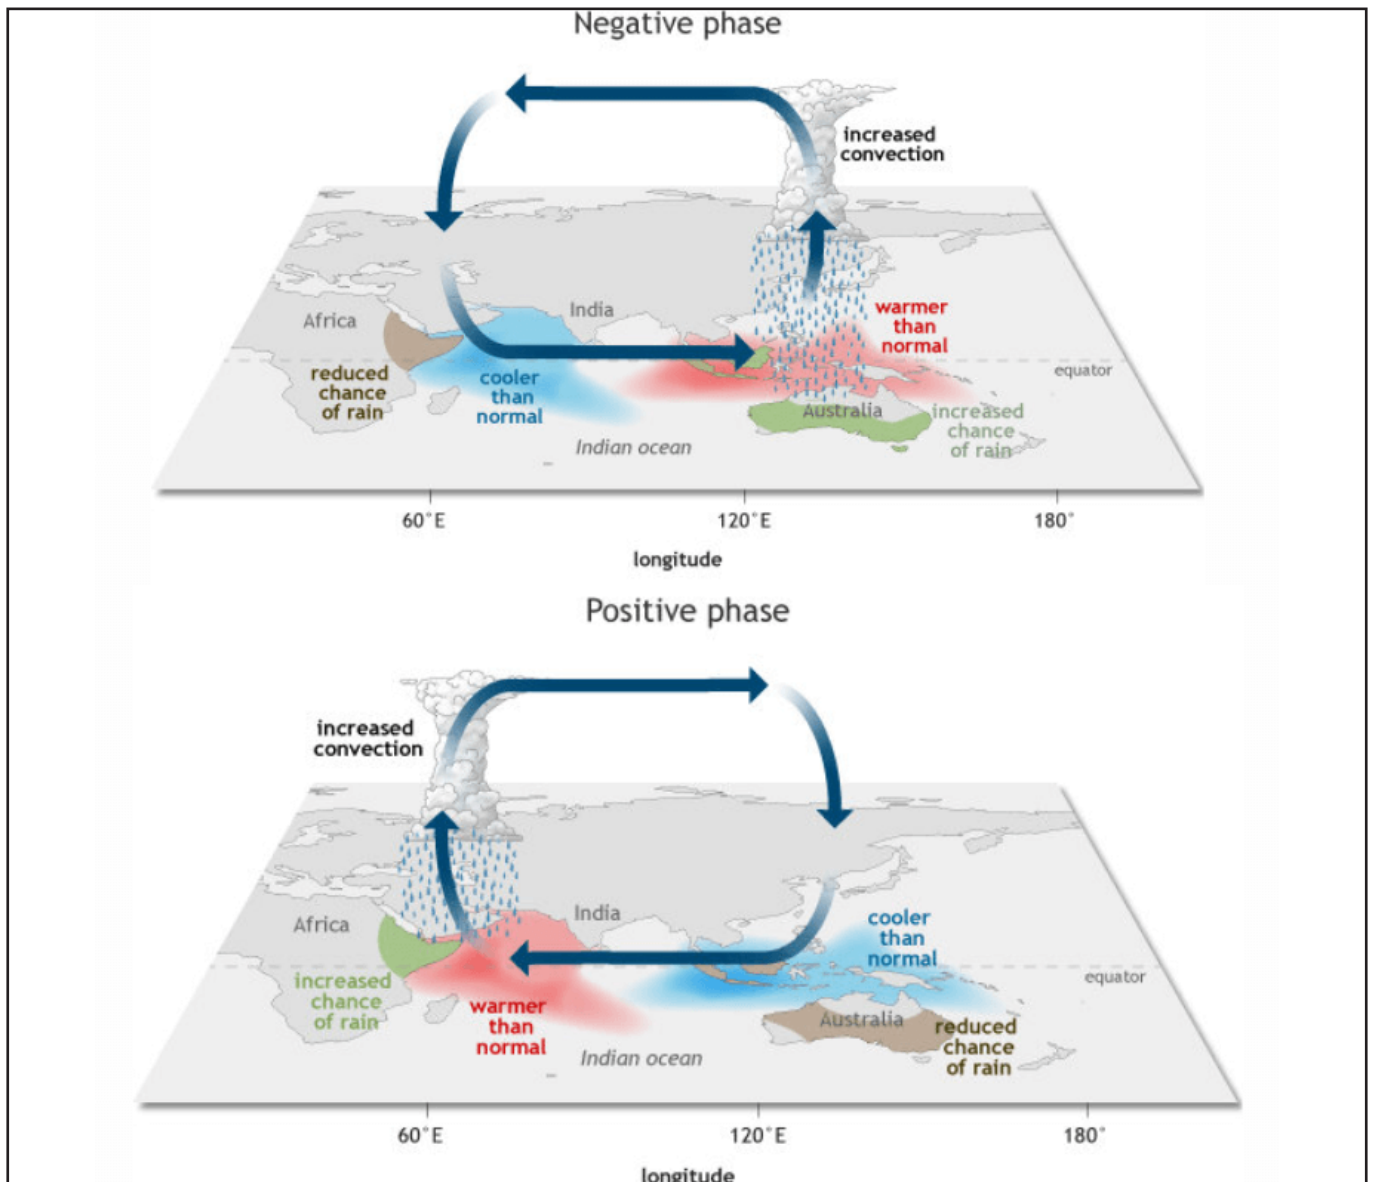 Negative phase
increased
convection
India
warmer
than
normal
Africa
equator
reduced
chance
of rain
cooler
than
normal
Australia
increased
chance
of rain
Indian ocean
60°E
120°E
180°
longitude
Positive phase
increased
convection
India
cooler
than
normal
Africa
equator
increased
chance
of rain
warmer
than
normal
Australia
reduced
chance
of rain
Indian ocean
60°E
120°E
180°
longitude